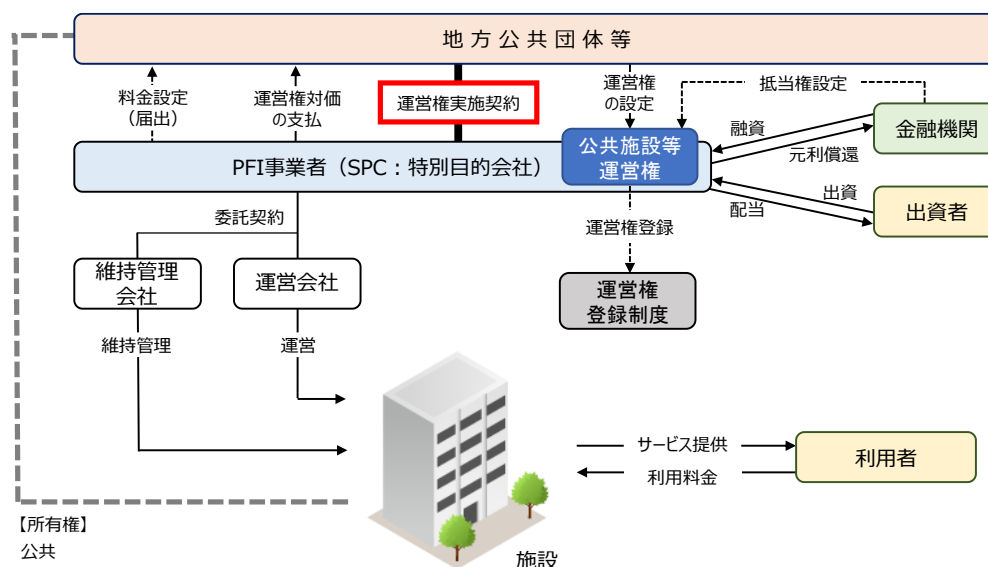 地方公共団体等
料金設定
（届出）
運営権対価
の支払
運営権実施契約
運営権
の設定
抵当権設定
融資
金融機関
元利償還
PFI事業者（SPC：特別目的会社）
公共施設等
運営権
出資
配当
出資者
委託契約
運営権登録
維持管理
会社
運営会社
運営権
登録制度
維持管理
運営
サービス提供
利用料金
利用者
【所有権】
公共
施設